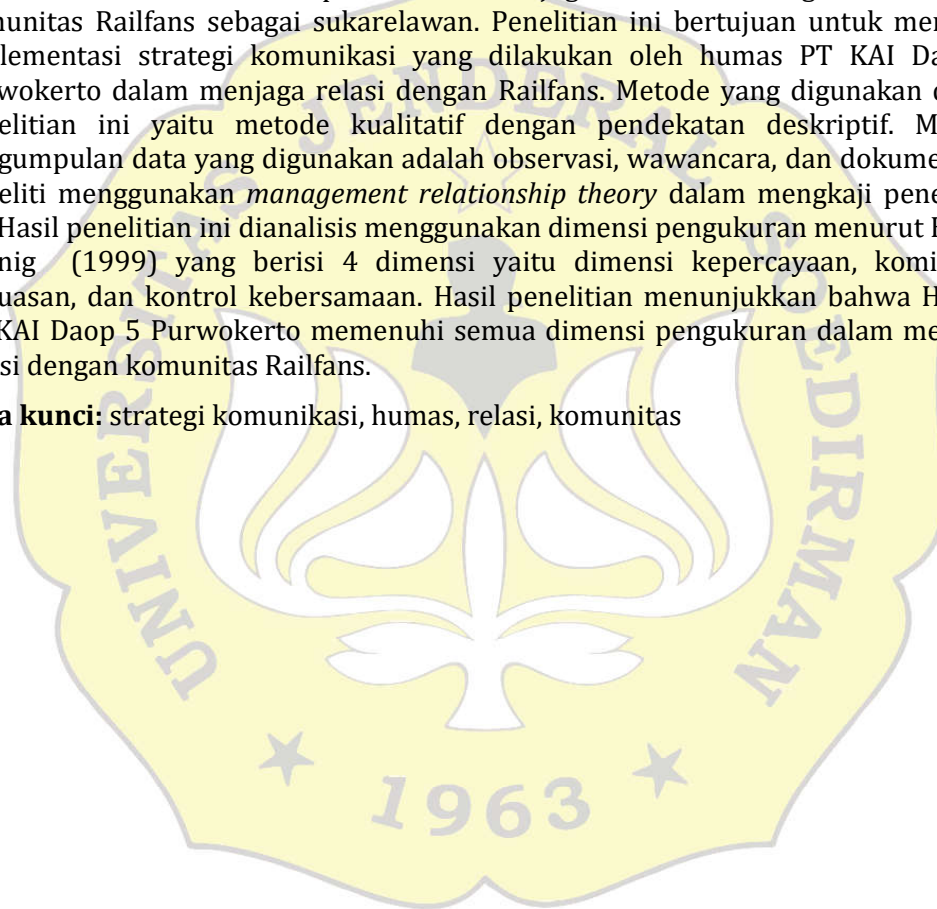 munitas Railfans sebagai sukarelawan. Penelitian ini bertujuan untuk men
plementasi strategi komunikasi yang dilakukan oleh humas PT KAI Da
wokerto dalam menjaga relasi dengan Railfans. Metode yang digunakan d
elitian ini yaitu metode kualitatif dengan pendekatan deskriptif. M
gumpulan data yang digunakan adalah observasi, wawancara, dan dokume
eliti menggunakan management relationship theory dalam mengkaji pene
Hasil penelitian ini dianalisis menggunakan dimensi pengukuran menurut
nig (1999) yang berisi 4 dimensi yaitu dimensi kepercayaan, komi
uasan, dan kontrol kebersamaan. Hasil penelitian menunjukkan bahwa H
KAI Daop 5 Purwokerto memenuhi semua dimensi pengukuran dalam me
si dengan komunitas Railfans.
a kunci: strategi komunikasi, humas, relasi, komunitas
UNIVERSITAS JENDERAL SOEDIRMAN
1963